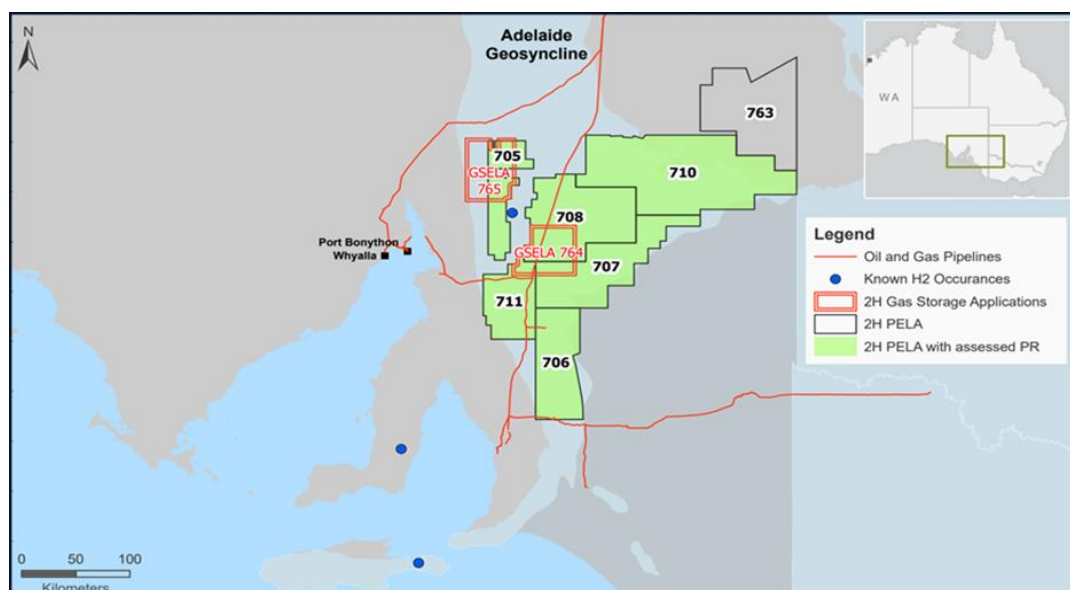 N
Adelaide
Geosyncline
WA
763
705
GSELA
765
710
708
Port Bonython
Whyalla
GSELA 764
707
711
706
Legend
Oil and Gas Pipelines
Known H2 Occurances
2H Gas Storage Applications
2H PELA
2H PELA with assessed PR
0 50 100
Kilometers